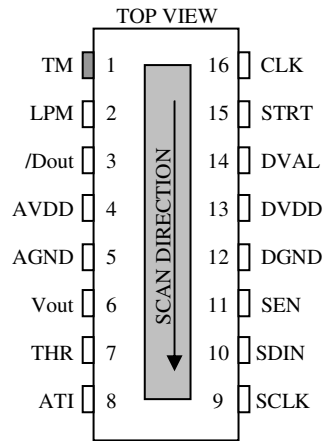 TOP VIEW
TM 1 16 CLK
LPM 2 15 STRT
/Dout 3 14 DVAL
AVDD 4 13 DVDD
AGND 5 12 DGND
Vout 6 11 SEN
THR 7 10 SDIN
ATI 8 9 SCLK
SCAN DIRECTION